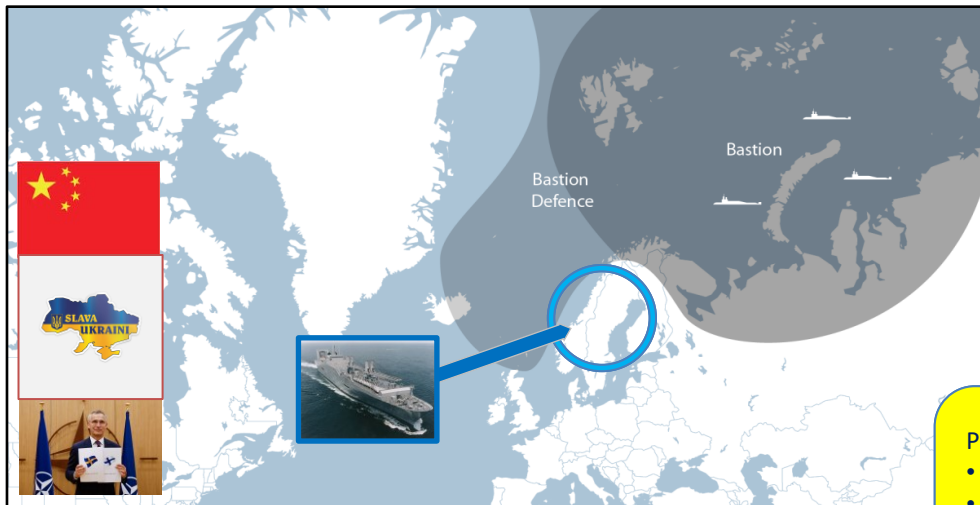 Bastion
Bastion
Defence
SLAVA
UKRAINI
P
•
•